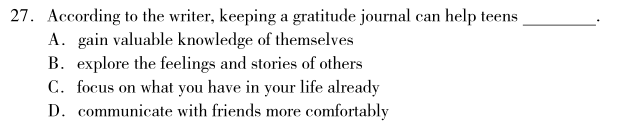 27. According to the writer, keeping a gratitude journal can help teens ________.
A. gain valuable knowledge of themselves
B. explore the feelings and stories of others
C. focus on what you have in your life already
D. communicate with friends more comfortably